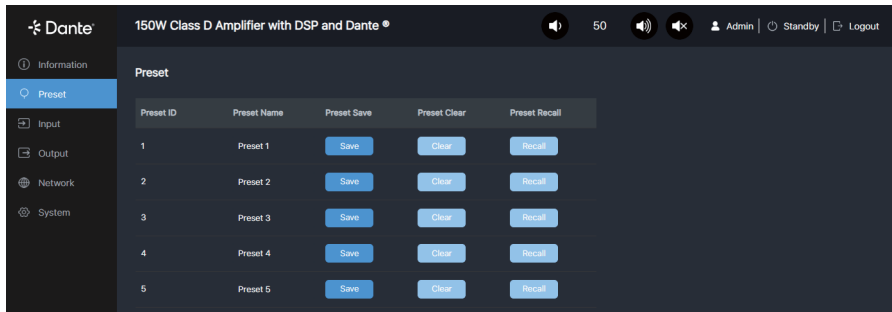 Dante®
150W Class D Amplifier with DSP and Dante ®
50
Admin | Standby | Logout
Information
Preset
Input
Output
Network
System
Preset
Preset ID Preset Name Preset Save Preset Clear Preset Recall
1 Preset 1 Save Clear Recall
2 Preset 2 Save Clear Recall
3 Preset 3 Save Clear Recall
4 Preset 4 Save Clear Recall
5 Preset 5 Save Clear Recall